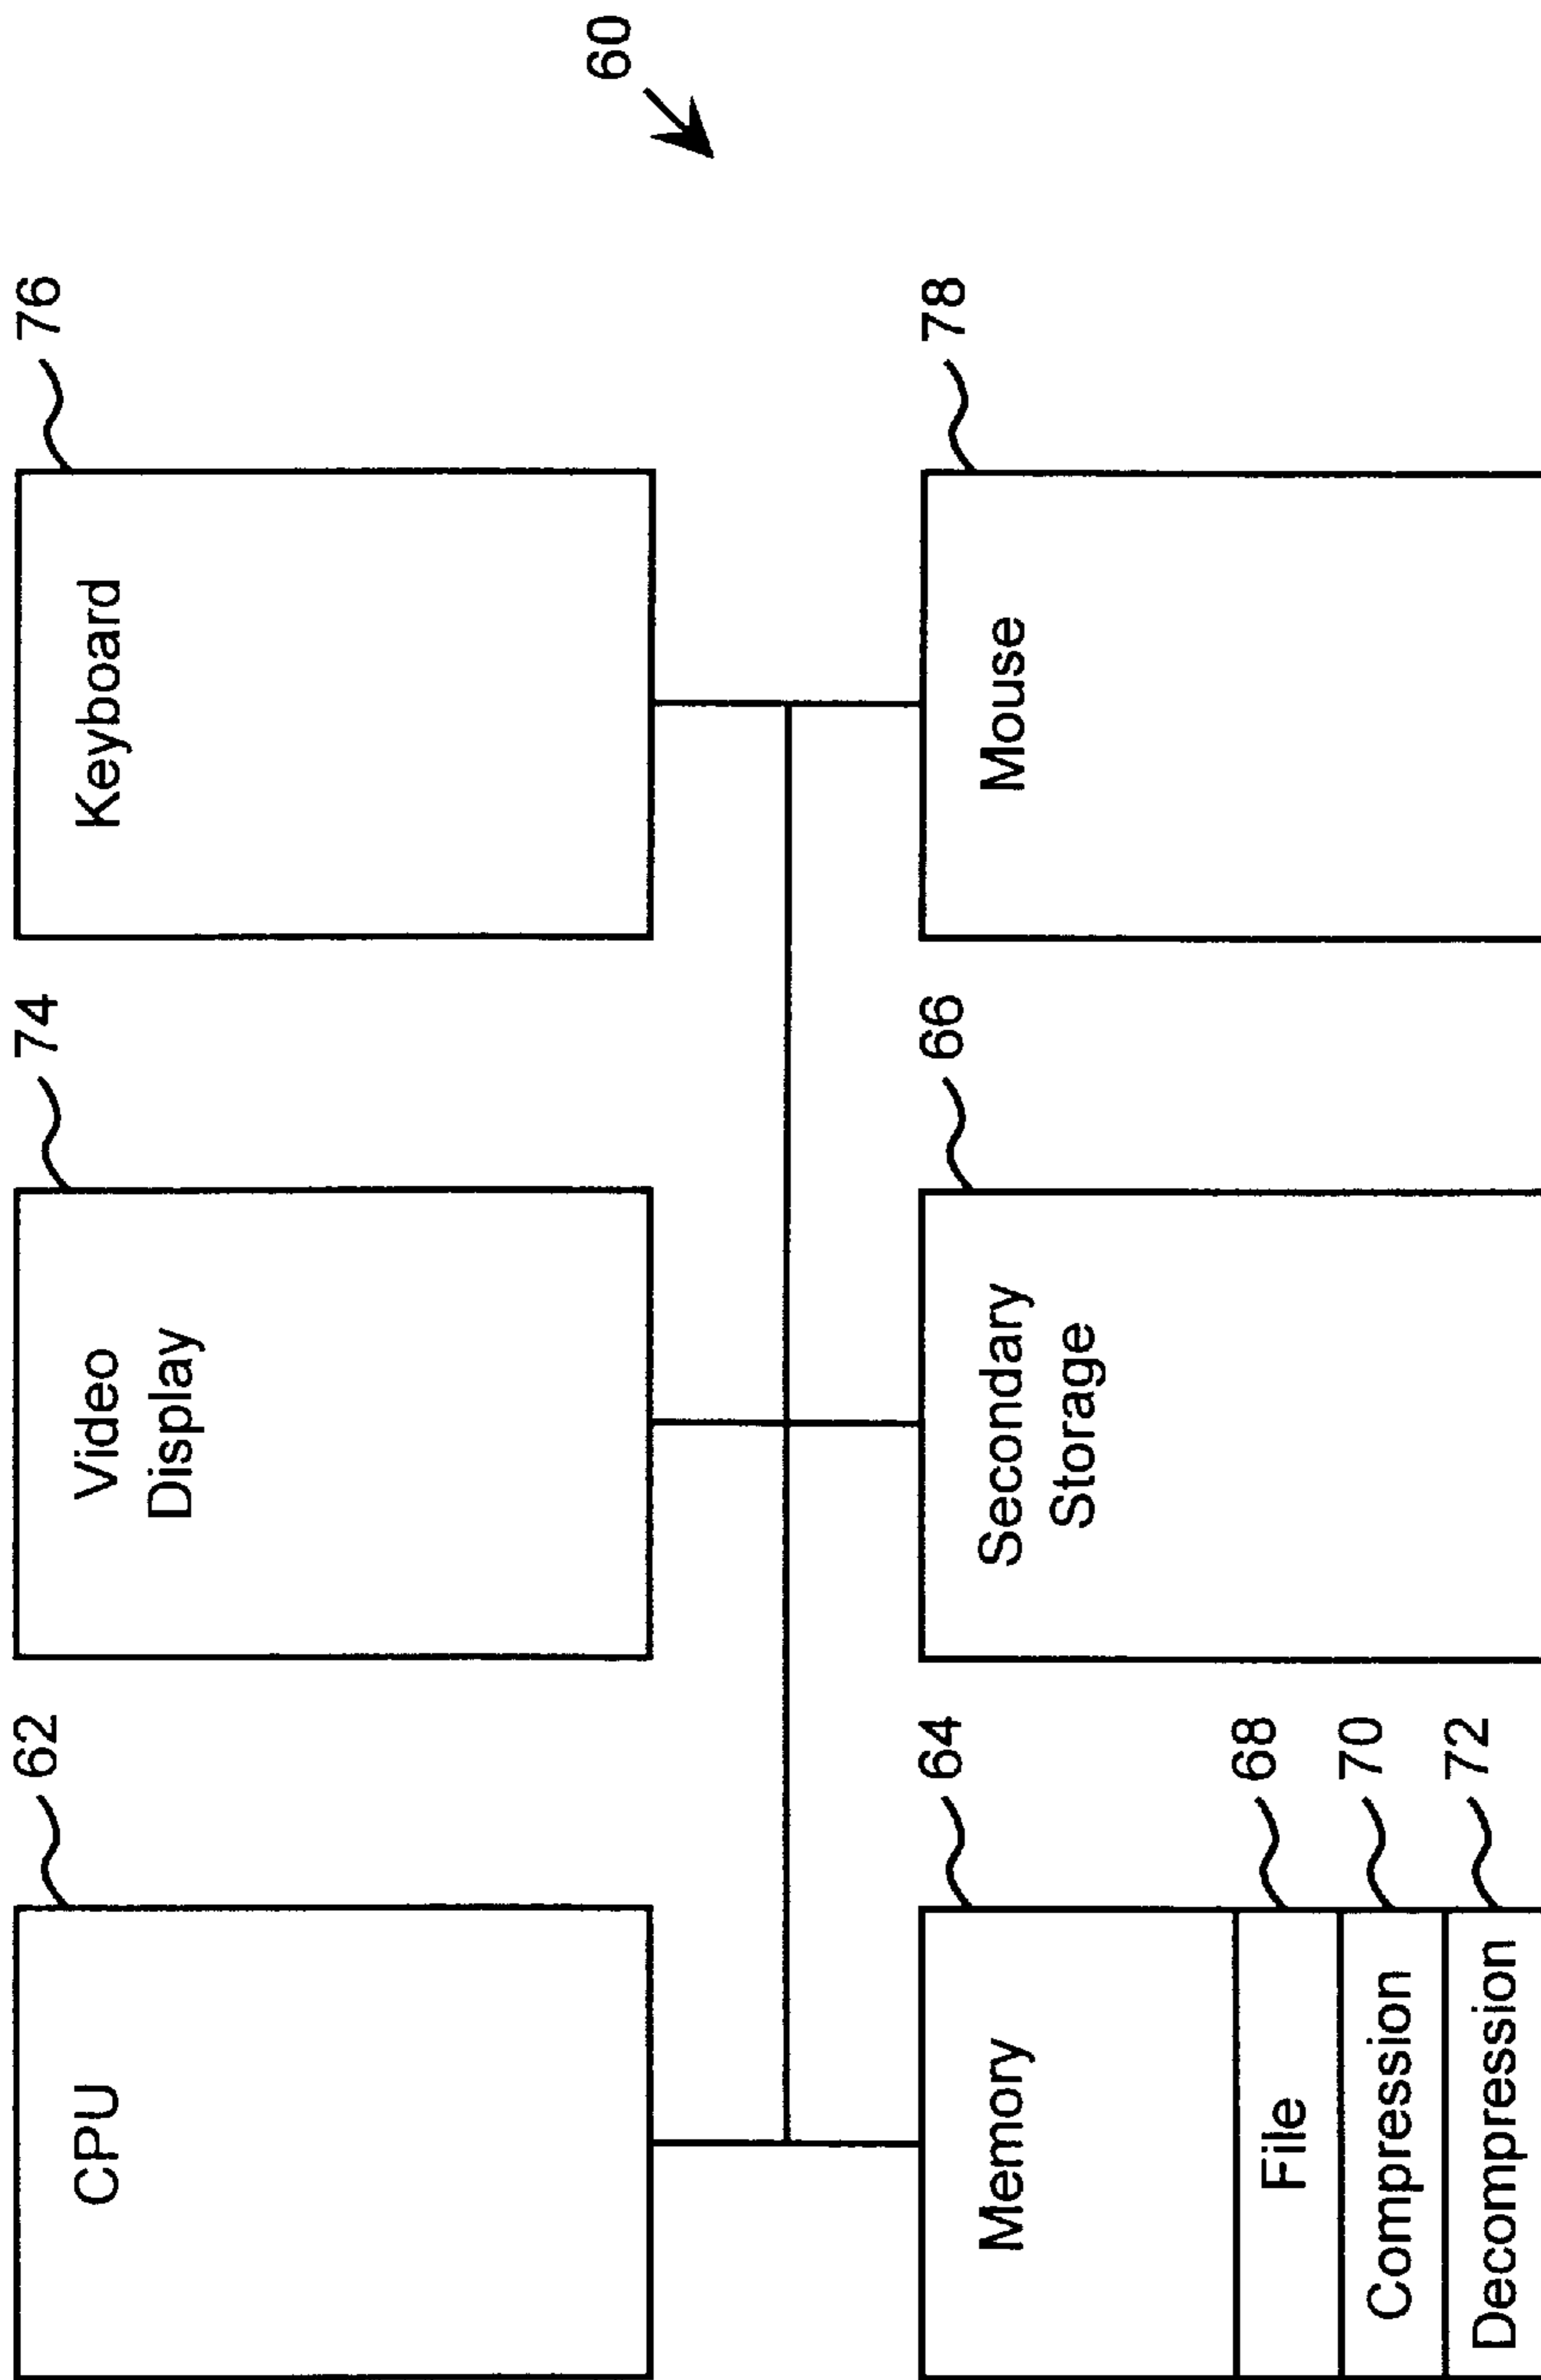 60
62
CPU
74
Video
Display
76
Keyboard
64
Memory
68
File
70
Compression
72
Decompression
66
Secondary
Storage
78
Mouse